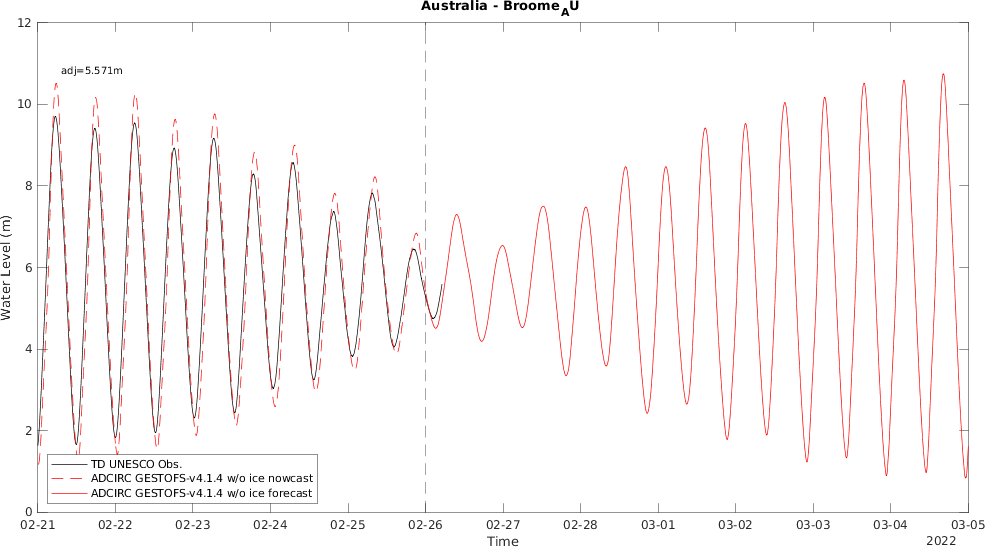 Australia - Broome_AU
adj=5.571m
Water Level (m)
12
10
8
6
4
2
0
TD UNESCO Obs.
ADCIRC GESTOFS-v4.1.4 w/o ice nowcast
ADCIRC GESTOFS-v4.1.4 w/o ice forecast
02-21 02-22 02-23 02-24 02-25 02-26 02-27 02-28 03-01 03-02 03-03 03-04 03-05
Time
2022